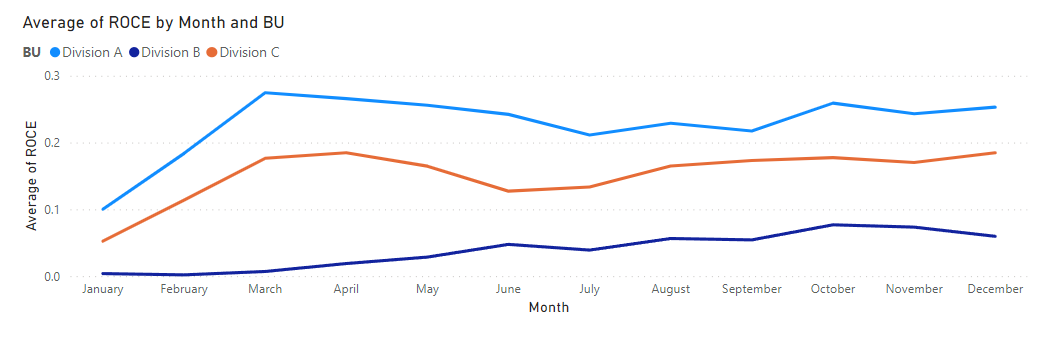 Average of ROCE by Month and BU
BU Division A Division B Division C
0.3
0.2
0.1
0.0
Average of ROCE
January February March April May June July August September October November December
Month